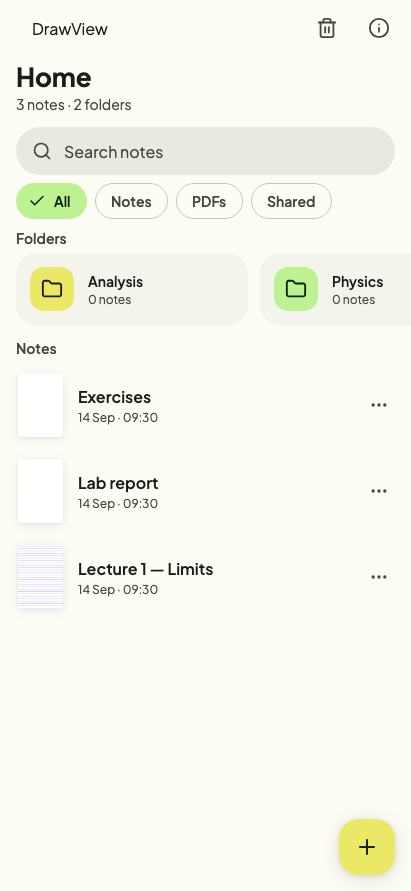 DrawView
Home
3 notes · 2 folders
Search notes
All
Notes
PDFs
Shared
Folders
Analysis
0 notes
Physics
0 notes
Notes
Exercises
14 Sep · 09:30
Lab report
14 Sep · 09:30
Lecture 1 — Limits
14 Sep · 09:30